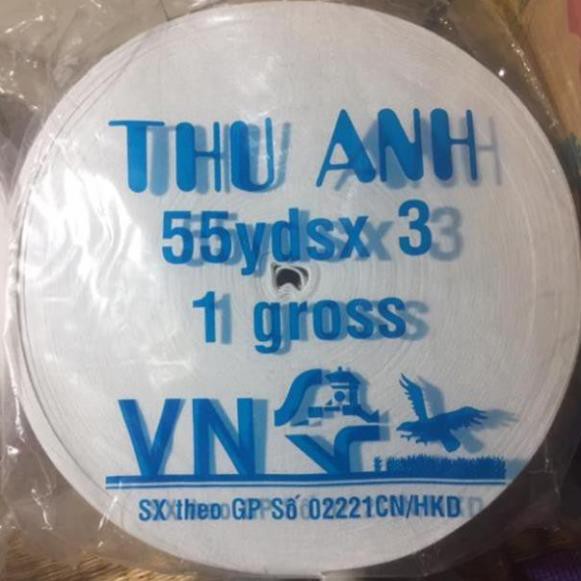 THU ANH
55ydsx 3
1 gross
VN
SX theo GP Số 02221CN/HKD